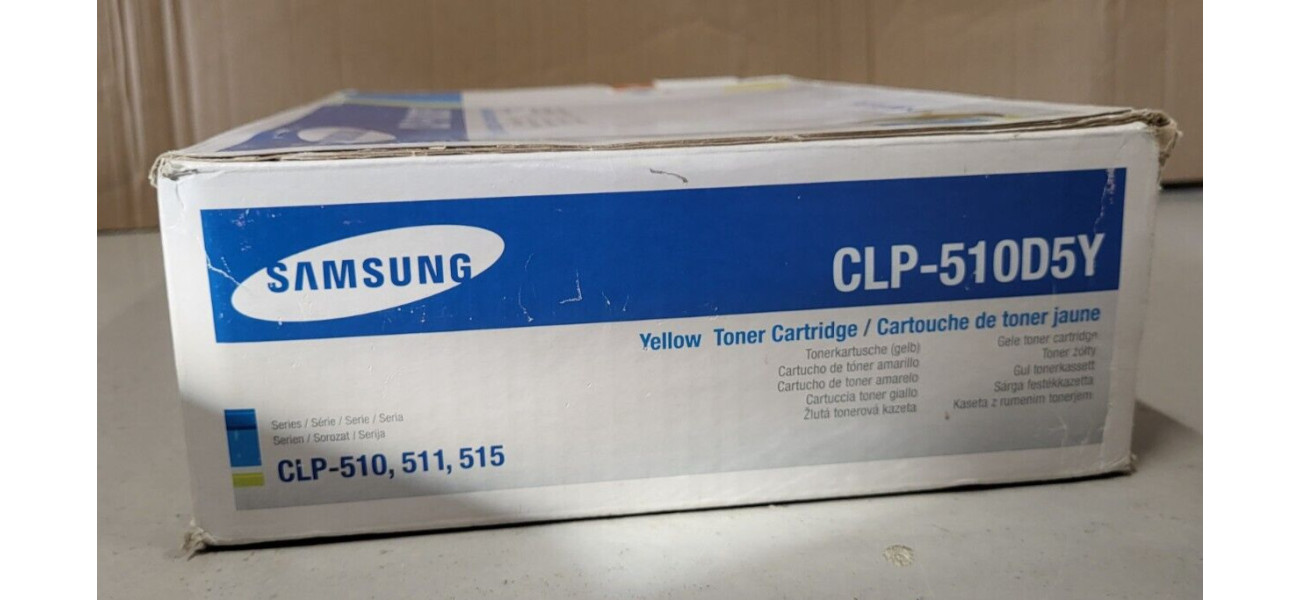 SAMSUNG
CLP-510D5Y
Yellow Toner Cartridge / Cartouche de toner jaune
Tonerkartusche (gelb)
Cartucho de tóner amarillo
Cartucho de toner amarelo
Cartuccia toner giallo
Žlutá tonerová kazeta
Gele toner cartridge
Toner żółty
Gul tonerkassett
Sárga festékkazetta
Kaseta z rumenim tonerjem
Series / Série / Serie / Seria
Serien / Sorozat / Serija
CLP-510, 511, 515